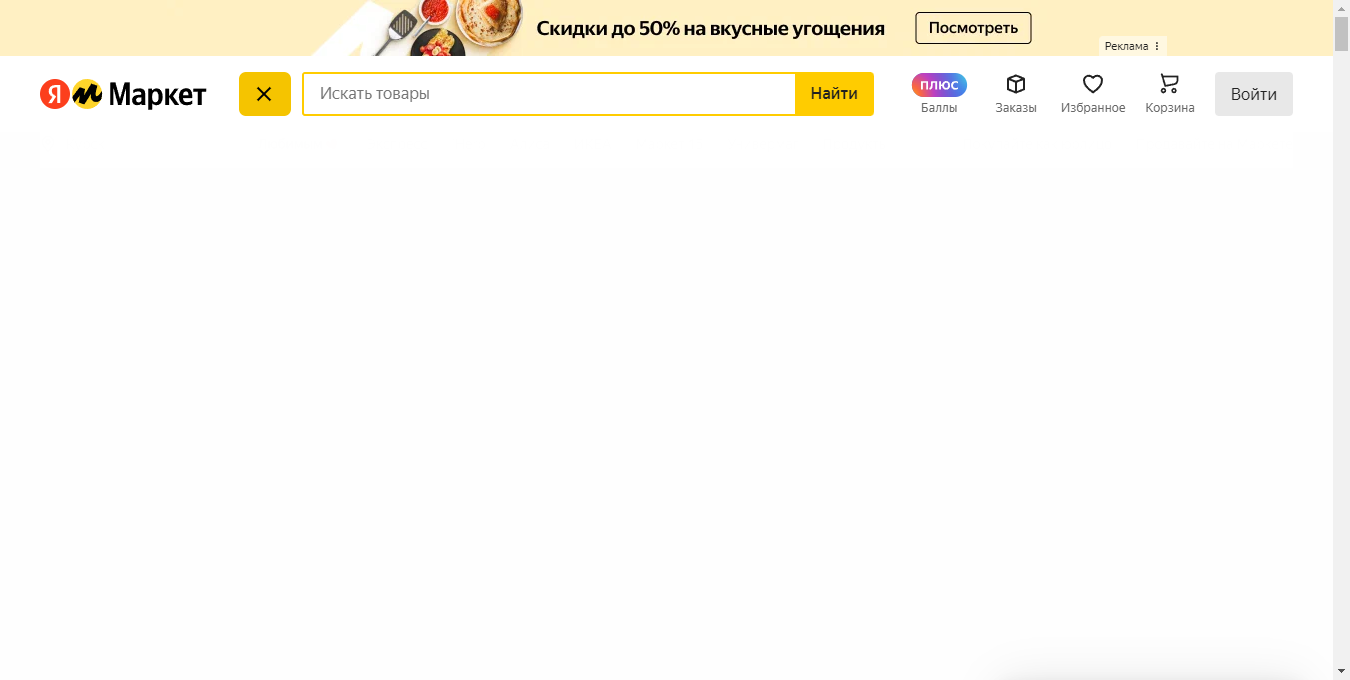 Скидки до 50% на вкусные угощения
Посмотреть
Реклама
Я Маркет
Искать товары
Найти
плюс
Баллы
Заказы
Избранное
Корзина
Войти